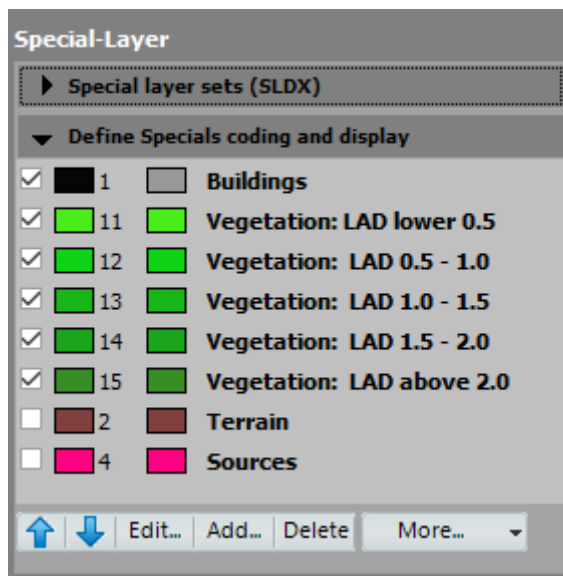 Special-Layer
Special layer sets (SLDX)
Define Specials coding and display
1 Buildings
11 Vegetation: LAD lower 0.5
12 Vegetation: LAD 0.5 - 1.0
13 Vegetation: LAD 1.0 - 1.5
14 Vegetation: LAD 1.5 - 2.0
15 Vegetation: LAD above 2.0
2 Terrain
4 Sources
Edit... Add... Delete More...